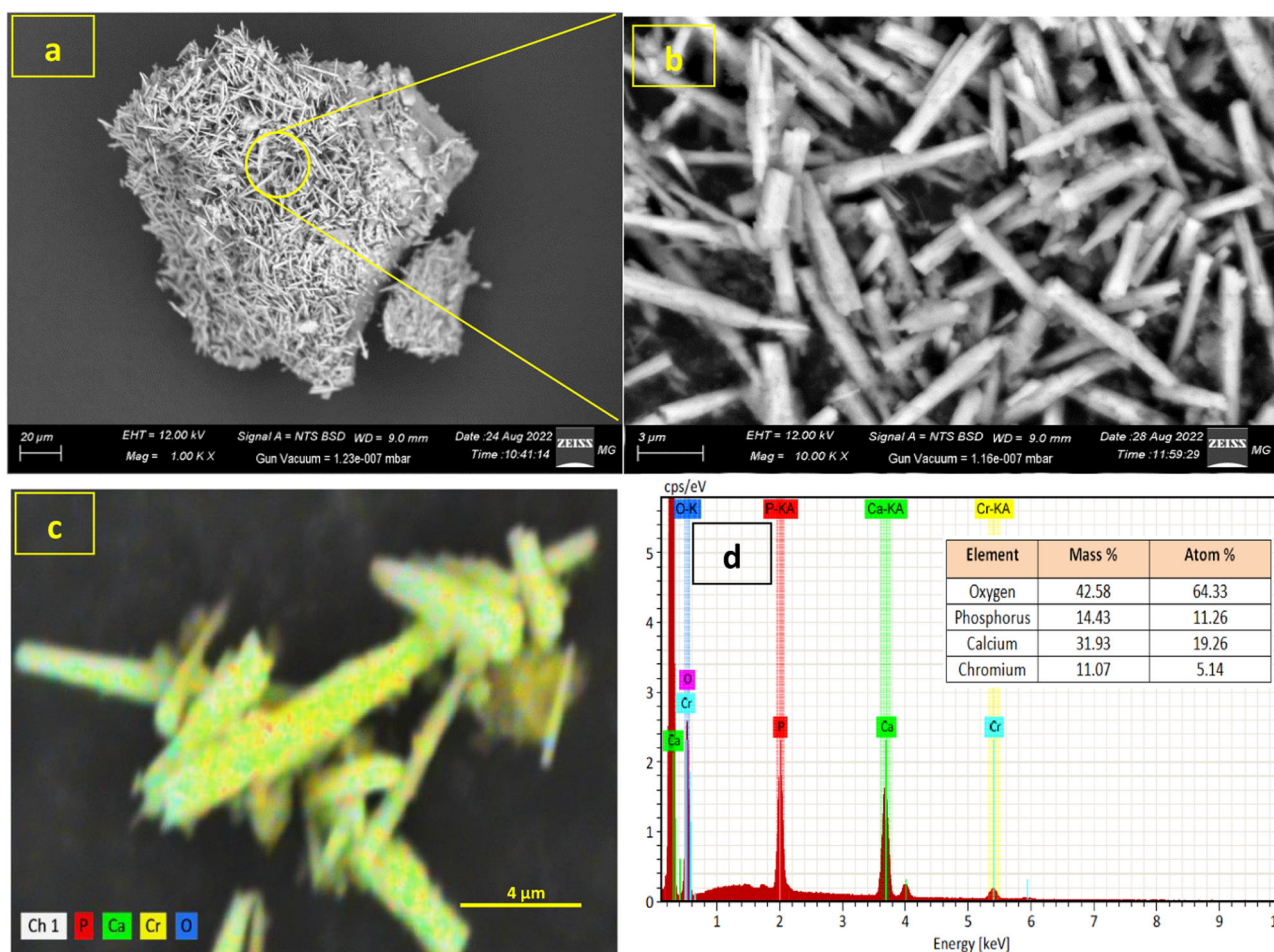 a
20 µm
EHT = 12.00 kV Signal A = NTS BSD WD = 9.0 mm Date :24 Aug 2022
Mag = 1.00 K X Gun Vacuum = 1.23e-007 mbar Time :10:41:14
ZEISS
MG
b
3 µm
EHT = 12.00 kV Signal A = NTS BSD WD = 9.0 mm Date :28 Aug 2022
Mag = 10.00 K X Gun Vacuum = 1.16e-007 mbar Time :11:59:29
ZEISS
MG
c
4 µm
Ch 1 P Ca Cr O
cps/eV
O-K P-KA Ca-KA Cr-KA
d
Element Mass % Atom %
Oxygen 42.58 64.33
Phosphorus 14.43 11.26
Calcium 31.93 19.26
Chromium 11.07 5.14
5
4
3
2
1
0
O
Cr
Ca
P
Ca
Cr
1 2 3 4 5 6 7 8 9 1
Energy [keV]